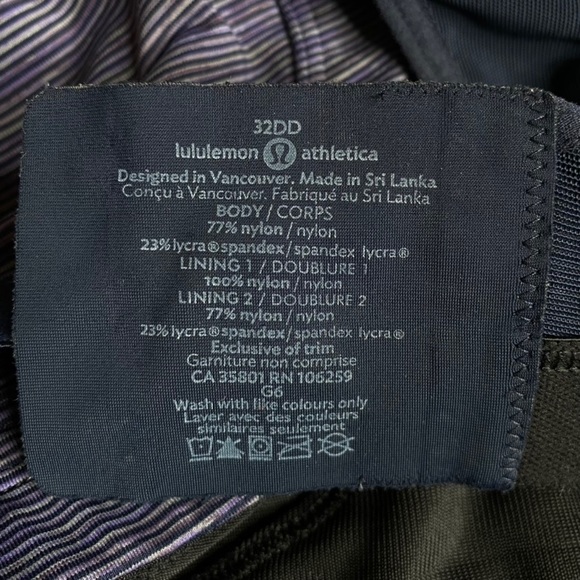 32DD
lululemon athletica
Designed in Vancouver. Made in Sri Lanka
Conçu à Vancouver. Fabriqué au Sri Lanka
BODY / CORPS
77% nylon / nylon
23% lycra® spandex / spandex lycra®
LINING 1 / DOUBLURE 1
100% nylon / nylon
LINING 2 / DOUBLURE 2
77% nylon / nylon
23% lycra® spandex / spandex lycra®
Exclusive of trim
Garniture non comprise
CA 35801 RN 106259
G6
Wash with like colours only
Laver avec des couleurs
similaires seulement